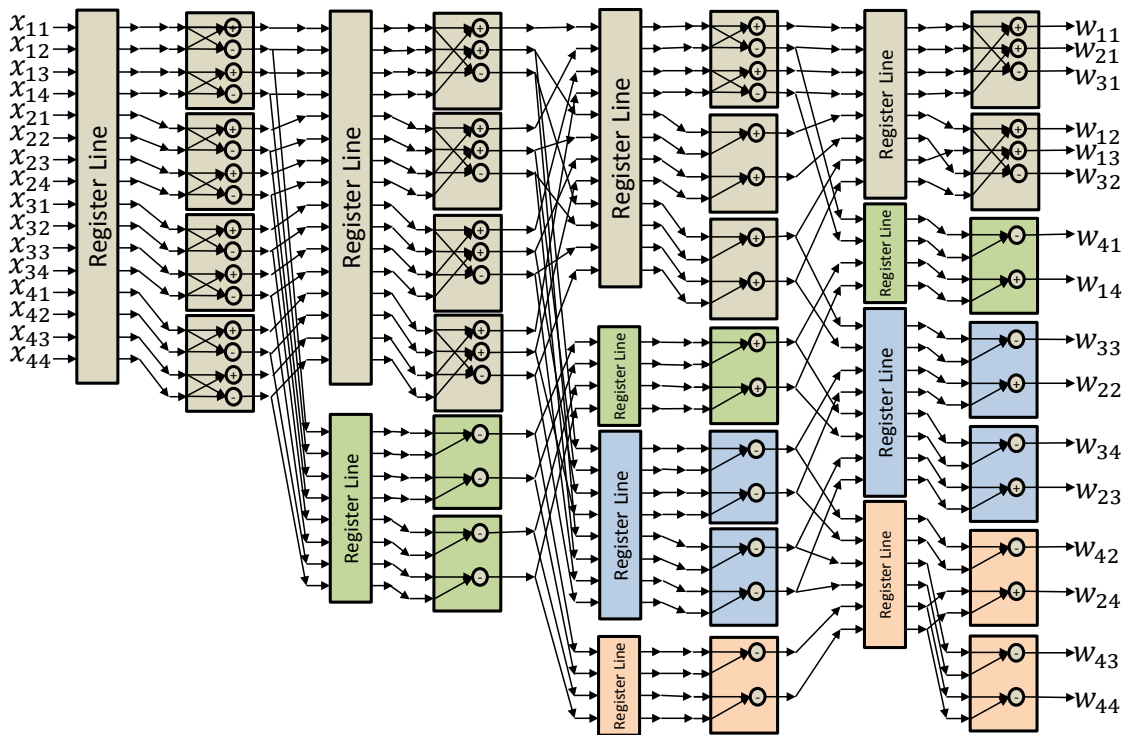 x11
x12
x13
x14
x21
x22
x23
x24
x31
x32
x33
x34
x41
x42
x43
x44
Register Line
+
-
+
-
+
-
+
-
+
-
+
-
+
-
+
-
Register Line
Register Line
+
+
-
+
+
-
+
+
-
+
+
-
-
-
-
-
Register Line
Register Line
Register Line
Register Line
+
-
+
-
+
+
+
+
+
+
-
-
-
-
-
-
Register Line
Register Line
Register Line
Register Line
+
+
-
+
+
-
-
+
-
+
-
+
-
+
-
-
w11
w21
w31
w12
w13
w32
w41
w14
w33
w22
w34
w23
w42
w24
w43
w44